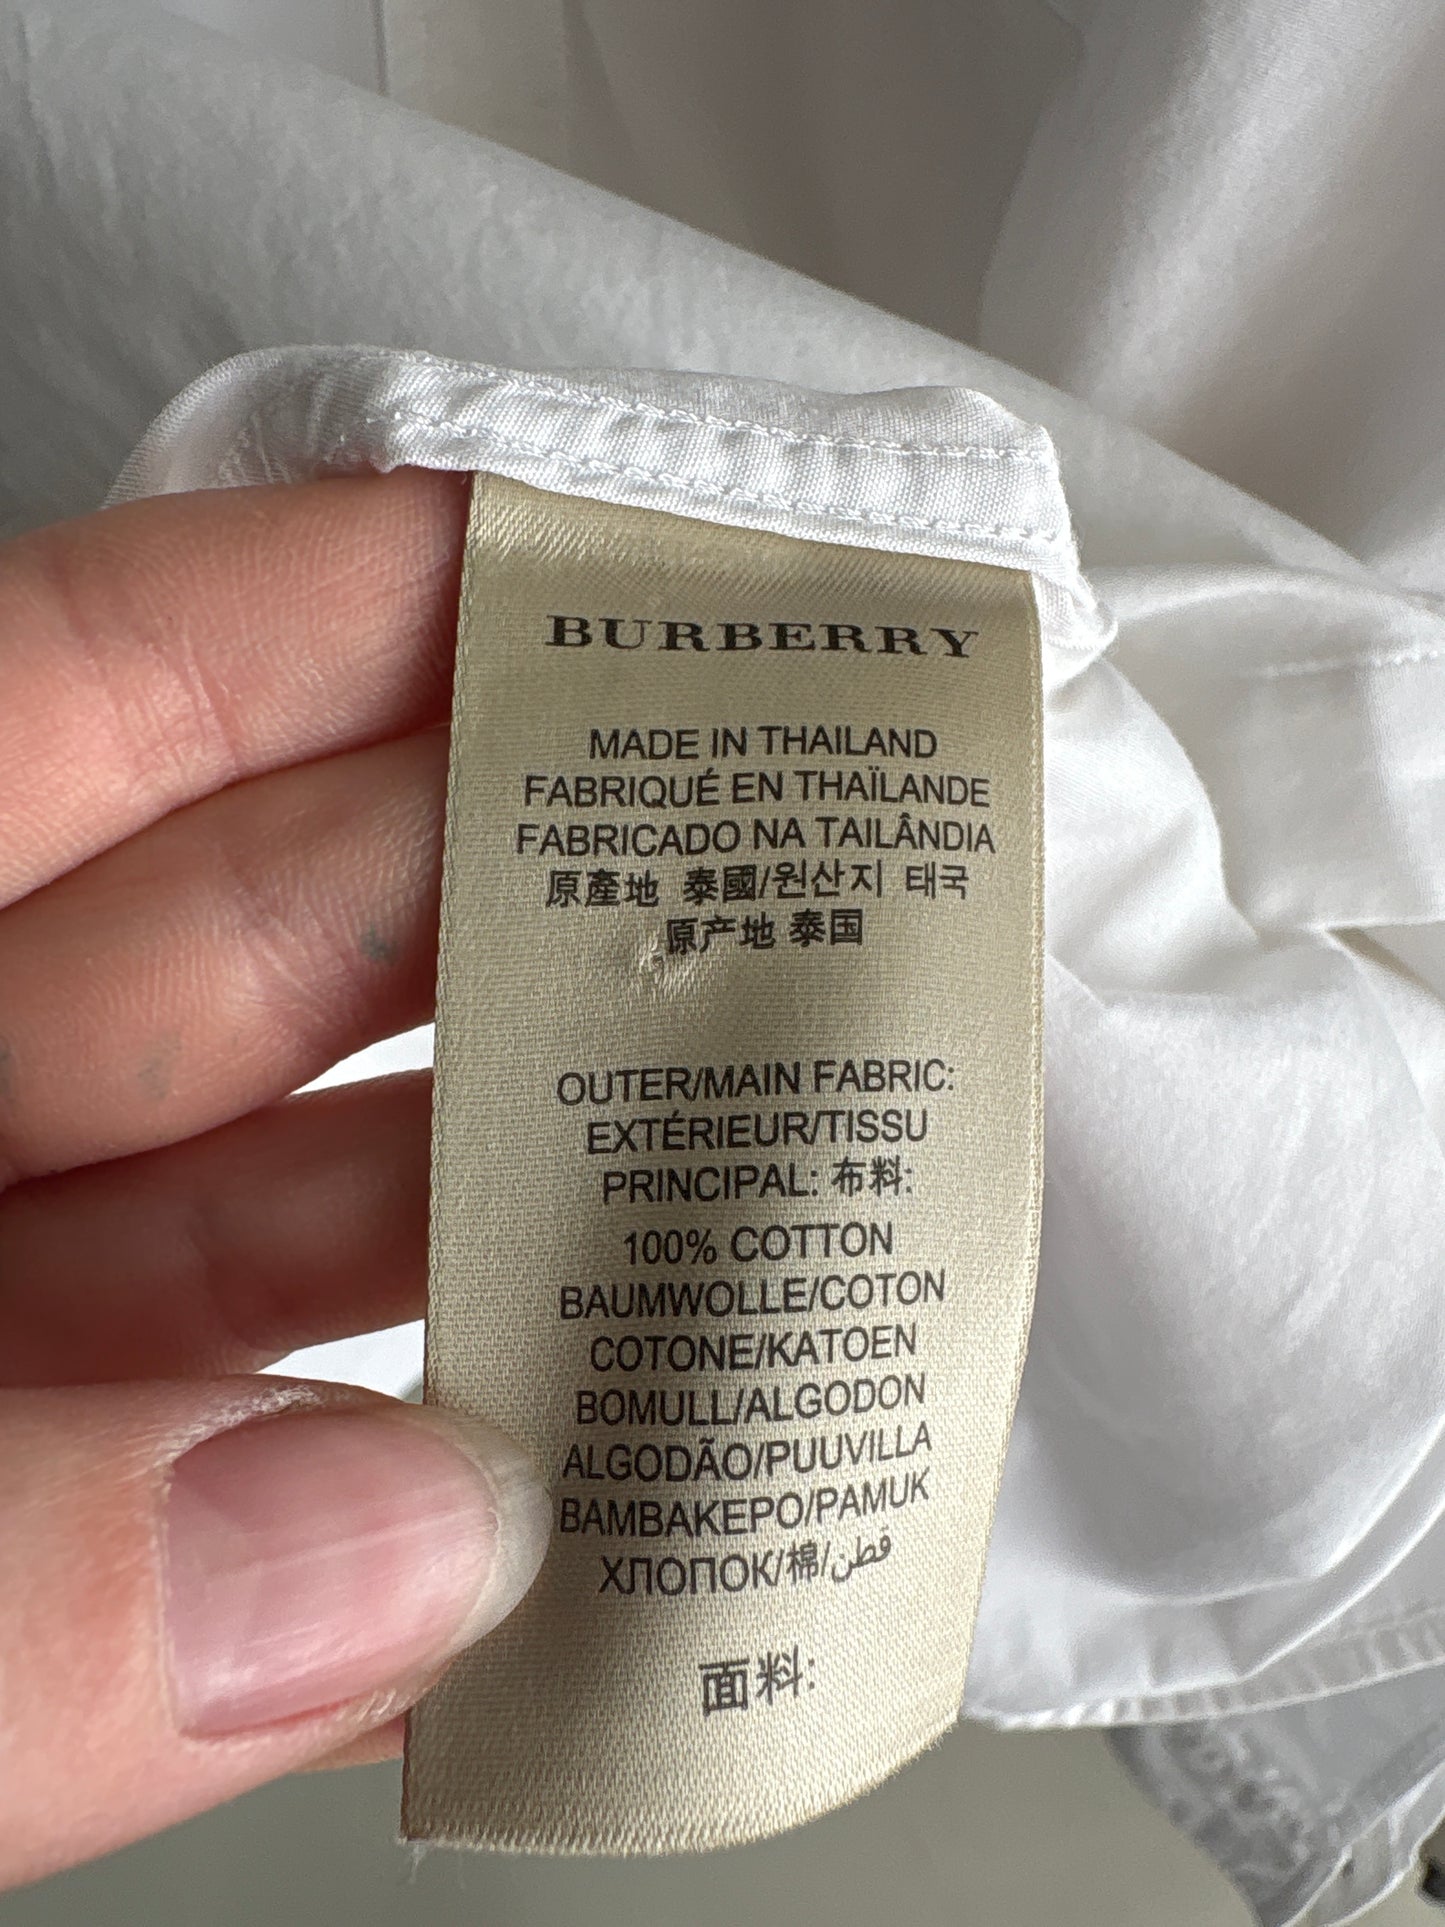 BURBERRY
MADE IN THAILAND
FABRIQUÉ EN THAÏLANDE
FABRICADO NA TAILÂNDIA
原產地 泰國/원산지 태국
原产地 泰国
OUTER/MAIN FABRIC:
EXTÉRIEUR/TISSU
PRINCIPAL: 布料:
100% COTTON
BAUMWOLLE/COTON
COTONE/KATOEN
BOMULL/ALGODON
ALGODÃO/PUUVILLA
ΒΑΜΒΑΚΕΡΟ/PAMUK
ХЛОПОК/棉/قطن
面料: